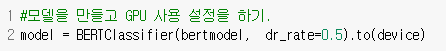 1 #모델을 만들고 GPU 사용 설정을 하기.
2 model = BERTClassifier(bertmodel,  dr_rate=0.5).to(device)